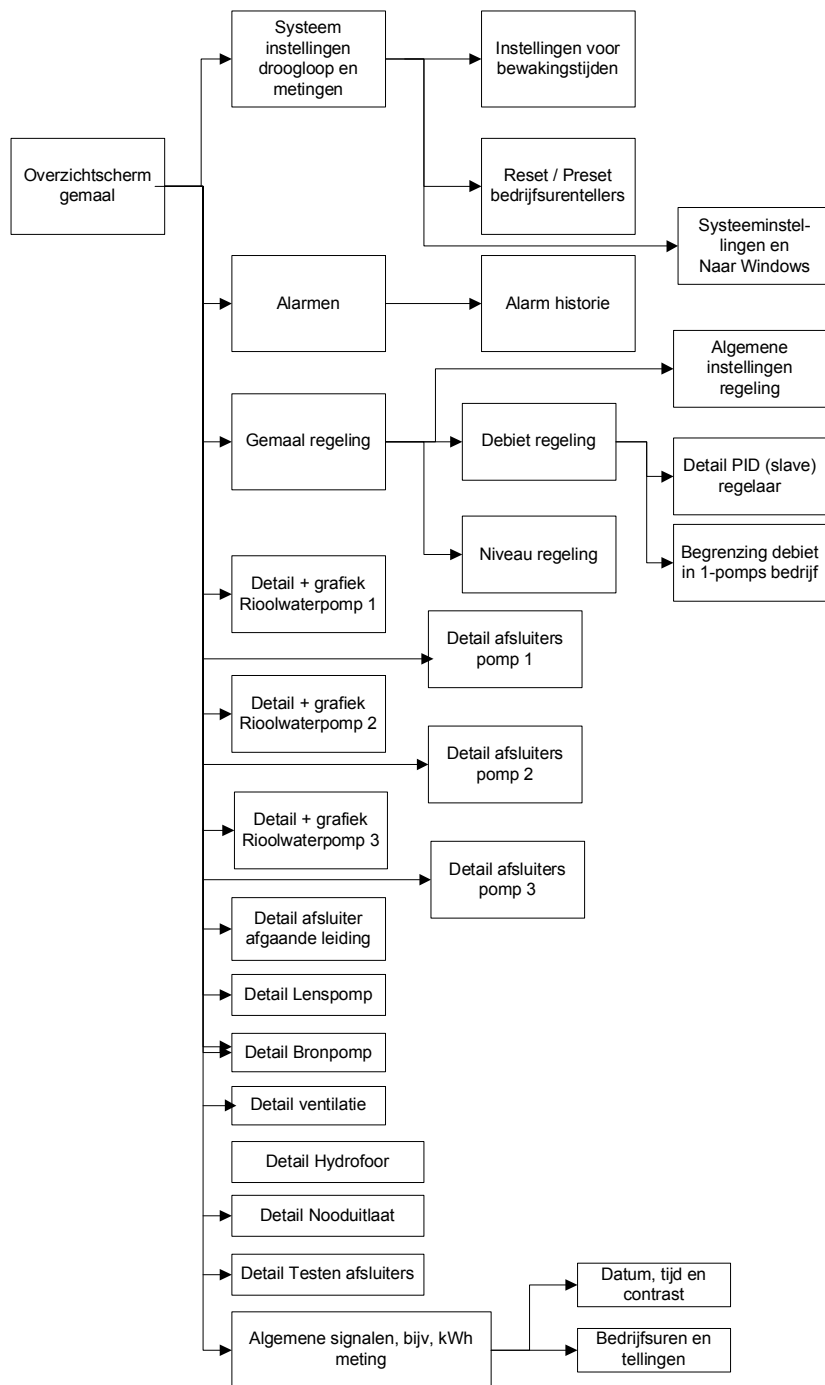 Systeem
instellingen
droogloop en
metingen
Instellingen voor
bewakingstijden
Overzichtscherm
gemaal
Reset / Preset
bedrijfsurentellers
Systeeminstel-
lingen en
Naar Windows
Alarmen
Alarm historie
Algemene
instellingen
regeling
Gemaal regeling
Debiet regeling
Detail PID (slave)
regelaar
Niveau regeling
Begrenzing debiet
in 1-pomps bedrijf
Detail + grafiek
Rioolwaterpomp 1
Detail afsluiters
pomp 1
Detail + grafiek
Rioolwaterpomp 2
Detail afsluiters
pomp 2
Detail + grafiek
Rioolwaterpomp 3
Detail afsluiters
pomp 3
Detail afsluiter
afgaande leiding
Detail Lenspomp
Detail Bronpomp
Detail ventilatie
Detail Hydrofoor
Detail Nooduitlaat
Detail Testen afsluiters
Datum, tijd en
contrast
Algemene signalen, bijv, kWh
meting
Bedrijfsuren en
tellingen